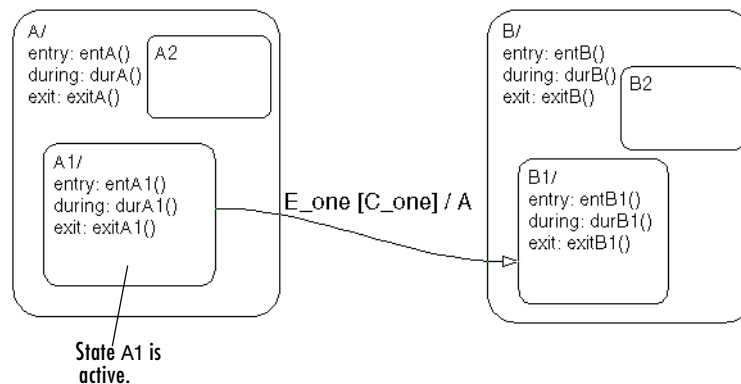 A/
entry: entA()
during: durA()
exit: exitA()
A2
A1/
entry: entA1()
during: durA1()
exit: exitA1()
E_one [C_one] / A
B/
entry: entB()
during: durB()
exit: exitB()
B2
B1/
entry: entB1()
during: durB1()
exit: exitB1()
State A1 is
active.